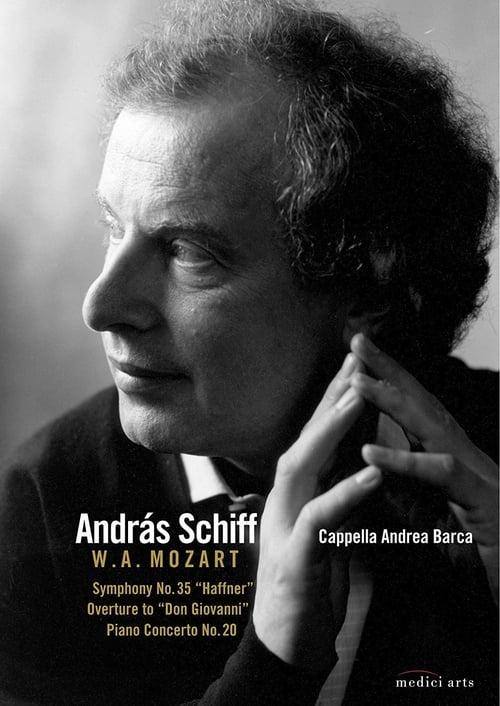 András Schiff
Cappella Andrea Barca
W. A. MOZART
Symphony No. 35 “Haffner”
Overture to “Don Giovanni”
Piano Concerto No. 20
medici arts